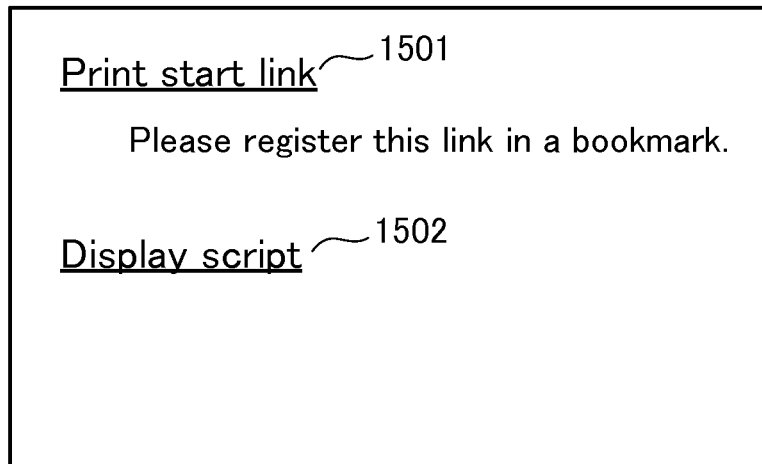 Print start link 1501
Please register this link in a bookmark.
Display script 1502